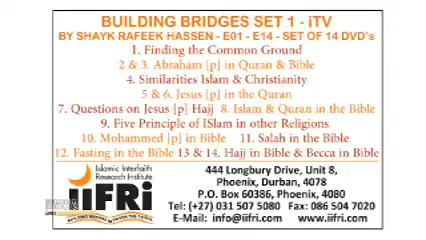 BUILDING BRIDGES SET 1 - iTV
BY SHAYK RAFEEK HASSEN - E01 - E14 - SET OF 14 DVD's
1. Finding the Common Ground
2 & 3. Abraham [p] in Quran & Bible
4. Similarities Islam & Christianity
5 & 6. Jesus [p] in the Quran
7. Questions on Jesus [p] Hajj 8. Islam & Quran in the Bible
9. Five Principle of ISlam in other Religions
10. Mohammed [p] in Bible 11. Salah in the Bible
12. Fasting in the Bible 13 & 14. Hajj in Bible & Becca in Bible
Islamic Interfaith
Research Institute
iiFRi
444 Longbury Drive, Unit 8,
Phoenix, Durban, 4078
P.O. Box 60386, Phoenix, 4080
Tel: (+27) 031 507 5080 Fax: 086 504 7020
E-Mail: info@iifri.com www.iifri.com